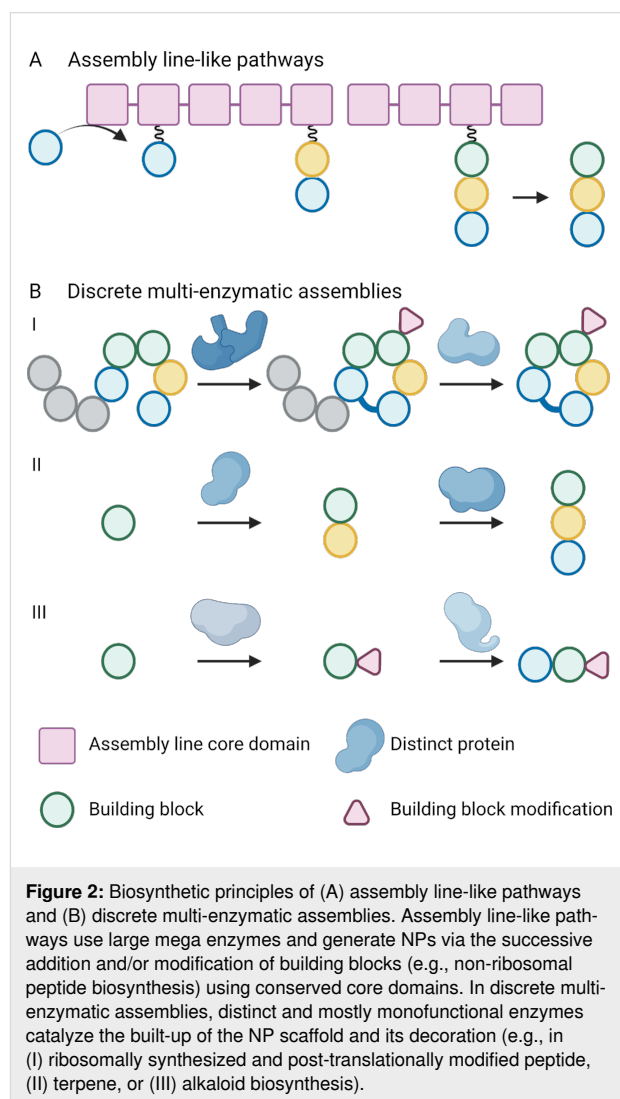 A Assembly line-like pathways
B Discrete multi-enzymatic assemblies
I
II
III
Assembly line core domain
Distinct protein
Building block
Building block modification
Figure 2: Biosynthetic principles of (A) assembly line-like pathways
and (B) discrete multi-enzymatic assemblies. Assembly line-like path-
ways use large mega enzymes and generate NPs via the successive
addition and/or modification of building blocks (e.g., non-ribosomal
peptide biosynthesis) using conserved core domains. In discrete multi-
enzymatic assemblies, distinct and mostly monofunctional enzymes
catalyze the built-up of the NP scaffold and its decoration (e.g., in
(I) ribosomally synthesized and post-translationally modified peptide,
(II) terpene, or (III) alkaloid biosynthesis).